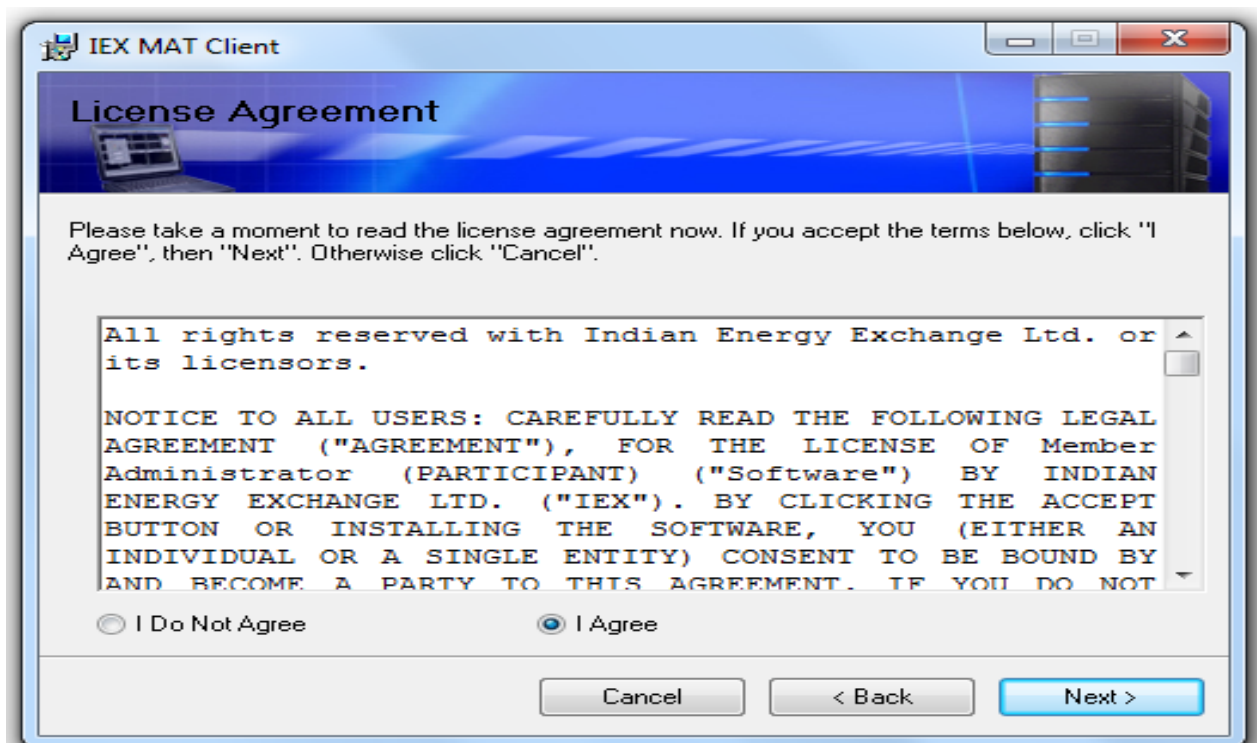 IEX MAT Client
License Agreement
Please take a moment to read the license agreement now. If you accept the terms below, click "I
Agree", then "Next". Otherwise click "Cancel".
All rights reserved with Indian Energy Exchange Ltd. or
its licensors.
NOTICE TO ALL USERS: CAREFULLY READ THE FOLLOWING LEGAL
AGREEMENT ("AGREEMENT"), FOR THE LICENSE OF Member
Administrator (PARTICIPANT) ("Software") BY INDIAN
ENERGY EXCHANGE LTD. ("IEX"). BY CLICKING THE ACCEPT
BUTTON OR INSTALLING THE SOFTWARE, YOU (EITHER AN
INDIVIDUAL OR A SINGLE ENTITY) CONSENT TO BE BOUND BY
AND BECOME A PARTY TO THIS AGREEMENT. IF YOU DO NOT
I Do Not Agree
I Agree
Cancel
< Back
Next >